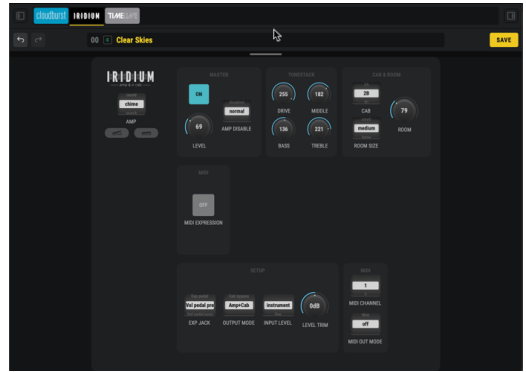 cloudburst IRIDIUM TIMELINE
00 Clear Skies SAVE
IRIDIUM
chime
AMP
MASTER
ON
normal
69
AMP DISABLE
LEVEL
TONESTACK
255 182
DRIVE MIDDLE
136 231
BASS TREBLE
CAB & ROOM
2B
79
CAB
medium
ROOM
ROOM SIZE
MISC
OFF
MIDI EXPRESSION
SETUP
Vol pedal pre Amp+Cab instrument 0dB
EXP JACK OUTPUT MODE INPUT LEVEL LEVEL TRIM
MIDI
1
MIDI CHANNEL
off
MIDI OUT MODE